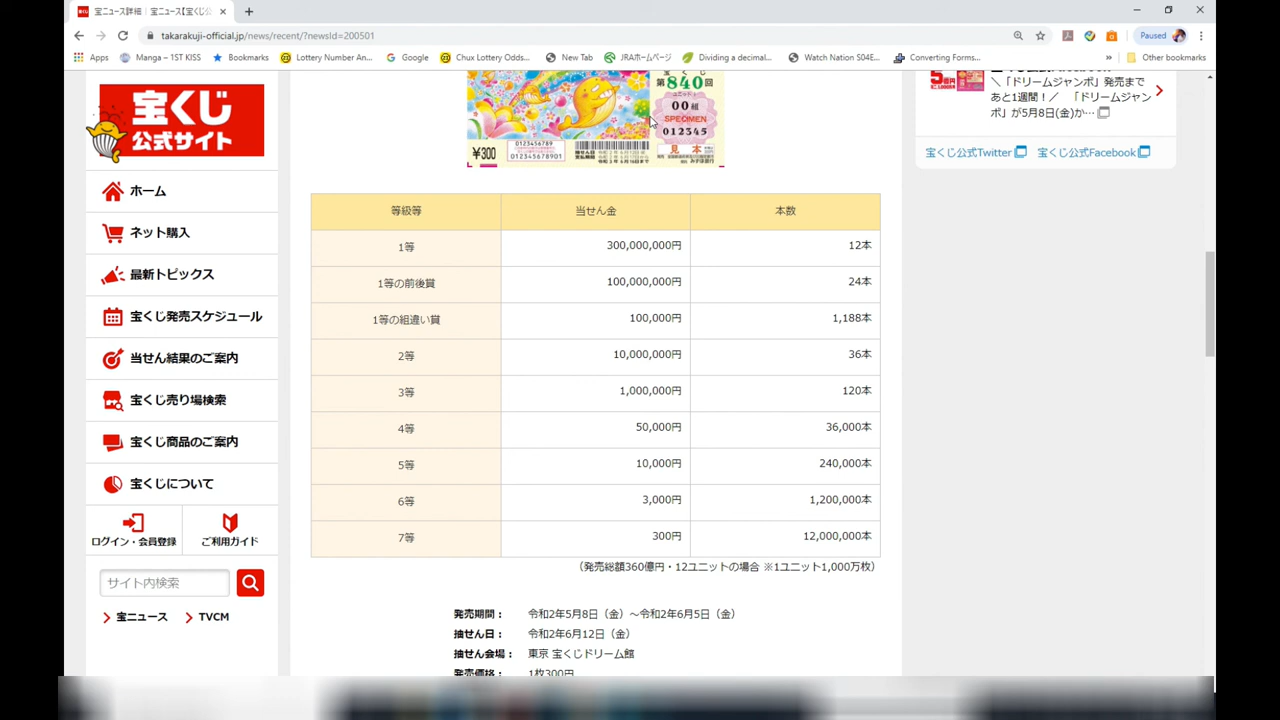 宝ニュース詳細｜宝ニュース【宝くじ公
takarakuji-official.jp/news/recent/?newsId=200501
Paused
Apps
Manga – 1ST KISS
Bookmarks
Lottery Number An...
Google
Chux Lottery Odds...
New Tab
JRAホームページ
Dividing a decimal...
Watch Nation S04E...
Converting Forms...
»
Other bookmarks
宝くじ
公式サイト
ホーム
ネット購入
最新トピックス
宝くじ発売スケジュール
当せん結果のご案内
宝くじ売り場検索
宝くじ商品のご案内
宝くじについて
ログイン・会員登録
ご利用ガイド
サイト内検索
宝ニュース
TVCM
第840回
ユニット
00組
SPECIMEN
012345
見本
¥300
0123456789
01234568901
等級等 当せん金 本数
1等 300,000,000円 12本
1等の前後賞 100,000,000円 24本
1等の組違い賞 100,000円 1,188本
2等 10,000,000円 36本
3等 1,000,000円 120本
4等 50,000円 36,000本
5等 10,000円 240,000本
6等 3,000円 1,200,000本
7等 300円 12,000,000本
（発売総額360億円・12ユニットの場合 ※1ユニット1,000万枚）
発売期間： 令和2年5月8日（金）～令和2年6月5日（金）
抽せん日： 令和2年6月12日（金）
抽せん会場： 東京 宝くじドリーム館
発売価格： 1枚300円
5億円
＼「ドリームジャンボ」発売まで
あと1週間！／　「ドリームジャン
ボ」が5月8日(金)か…
宝くじ公式Twitter
宝くじ公式Facebook